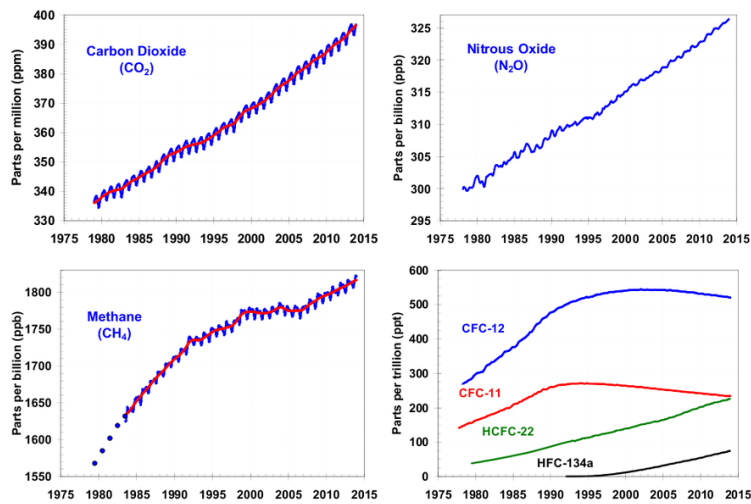 Parts per million (ppm)
400
390
380
370
360
350
340
330
Carbon Dioxide
(CO₂)
1975 1980 1985 1990 1995 2000 2005 2010 2015
Parts per billion (ppb)
325
320
315
310
305
300
295
Nitrous Oxide
(N₂O)
1975 1980 1985 1990 1995 2000 2005 2010 2015
Parts per billion (ppb)
1800
1750
1700
1650
1600
1550
Methane
(CH₄)
1975 1980 1985 1990 1995 2000 2005 2010 2015
Parts per trillion (ppt)
600
500
400
300
200
100
0
CFC-12
CFC-11
HCFC-22
HFC-134a
1975 1980 1985 1990 1995 2000 2005 2010 2015